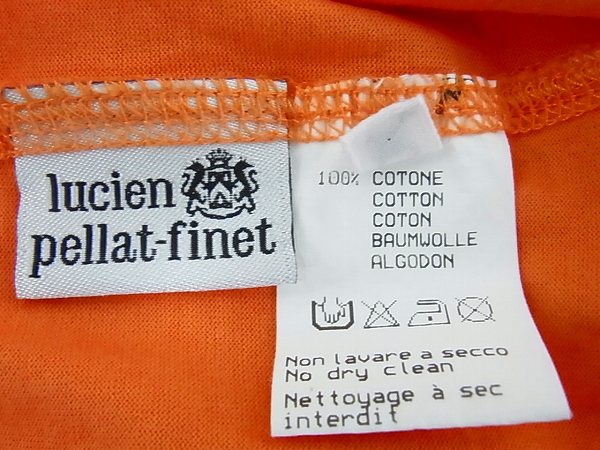 lucien
pellat-finet
100% COTONE
COTTON
COTON
BAUMWOLLE
ALGODON
Non lavare a secco
No dry clean
Nettoyage à sec
interdit